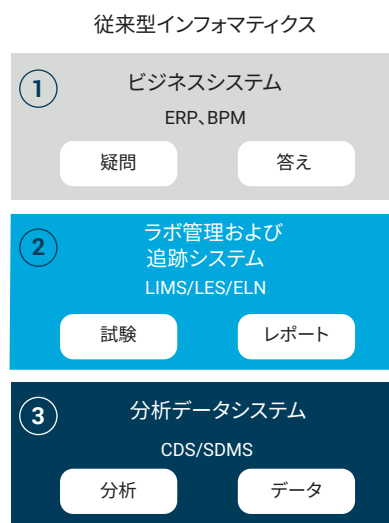 従来型インフォマティクス
1
ビジネスシステム
ERP、BPM
疑問
答え
2
ラボ管理および
追跡システム
LIMS/LES/ELN
試験
レポート
3
分析データシステム
CDS/SDMS
分析
データ